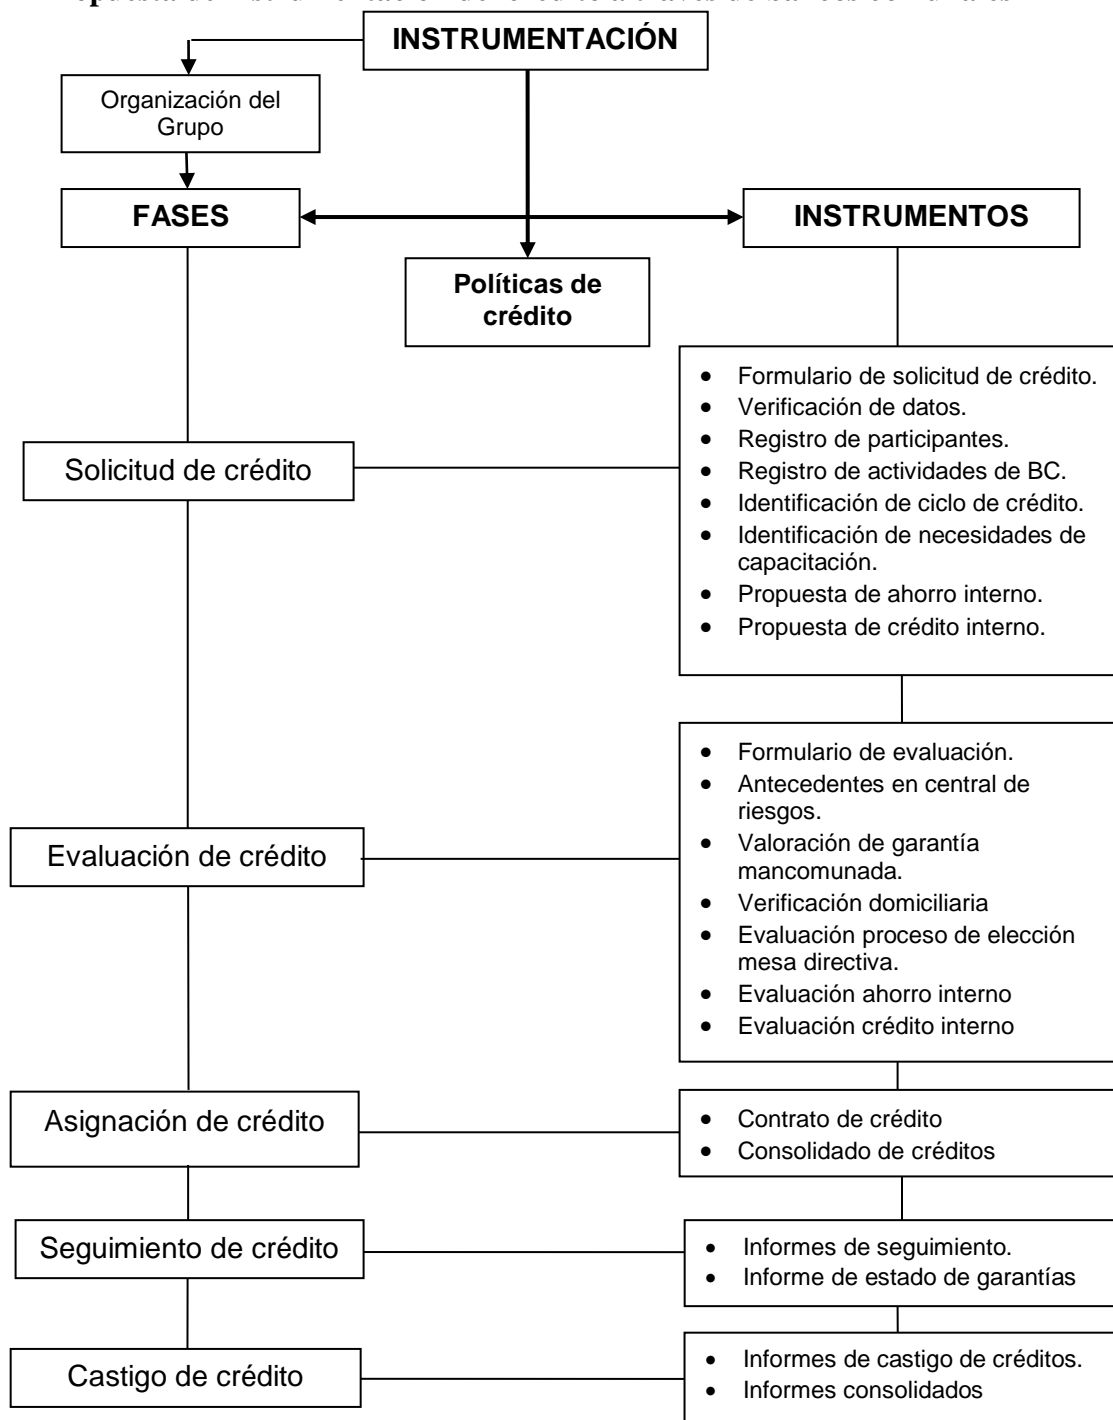 INSTRUMENTACIÓN
Organización del
Grupo
FASES
INSTRUMENTOS
Políticas de
crédito
Solicitud de crédito
• Formulario de solicitud de crédito.
• Verificación de datos.
• Registro de participantes.
• Registro de actividades de BC.
• Identificación de ciclo de crédito.
• Identificación de necesidades de
capacitación.
• Propuesta de ahorro interno.
• Propuesta de crédito interno.
Evaluación de crédito
• Formulario de evaluación.
• Antecedentes en central de
riesgos.
• Valoración de garantía
mancomunada.
• Verificación domiciliaria
• Evaluación proceso de elección
mesa directiva.
• Evaluación ahorro interno
• Evaluación crédito interno
Asignación de crédito
• Contrato de crédito
• Consolidado de créditos
Seguimiento de crédito
• Informes de seguimiento.
• Informe de estado de garantías
Castigo de crédito
• Informes de castigo de créditos.
• Informes consolidados